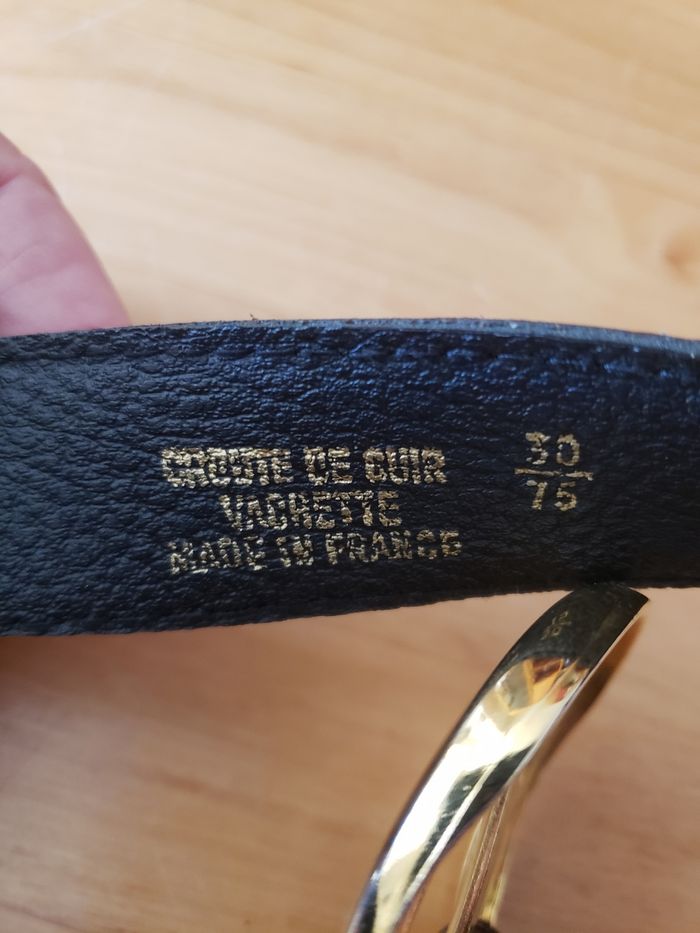 CROUTE DE CUIR
VACHETTE
MADE IN FRANCE
30
75